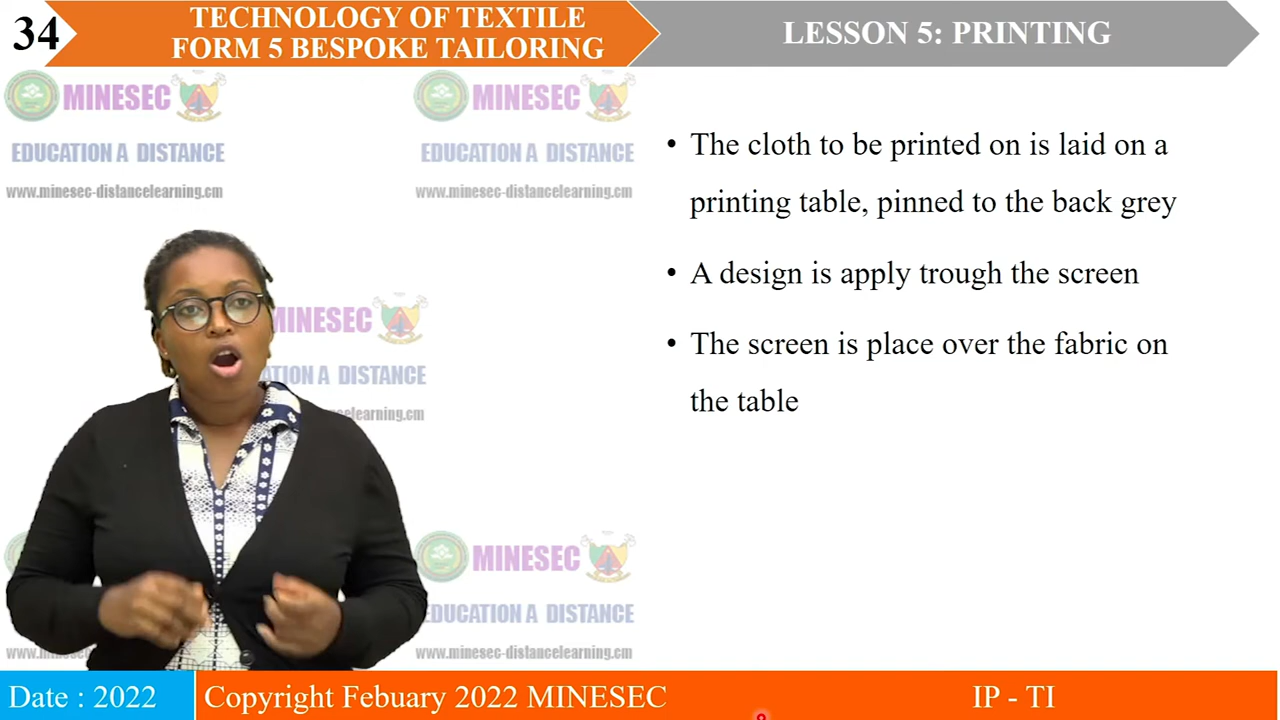 34
TECHNOLOGY OF TEXTILE
FORM 5 BESPOKE TAILORING
LESSON 5: PRINTING
MINESEC
EDUCATION A DISTANCE
www.minesec-distancelearning.cm
MINESEC
EDUCATION A DISTANCE
www.minesec-distancelearning.cm
• The cloth to be printed on is laid on a
printing table, pinned to the back grey
• A design is apply trough the screen
• The screen is place over the fabric on
the table
MINESEC
DISTANCE
MINESEC
EDUCATION A DISTANCE
www.minesec-distancelearning.cm
Date : 2022
Copyright Febuary 2022 MINESEC
IP - TI